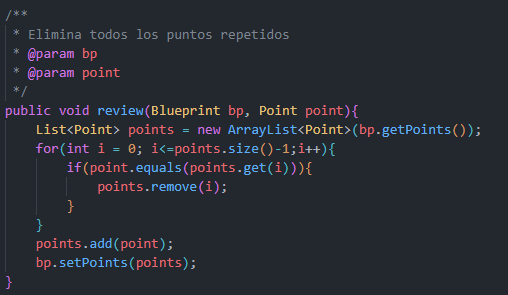 /**
 * Elimina todos los puntos repetidos
 * @param bp
 * @param point
 */
public void review(Blueprint bp, Point point){
    List<Point> points = new ArrayList<Point>(bp.getPoints());
    for(int i = 0; i<=points.size()-1;i++){
        if(point.equals(points.get(i))){
            points.remove(i);
        }
    }
    points.add(point);
    bp.setPoints(points);
}